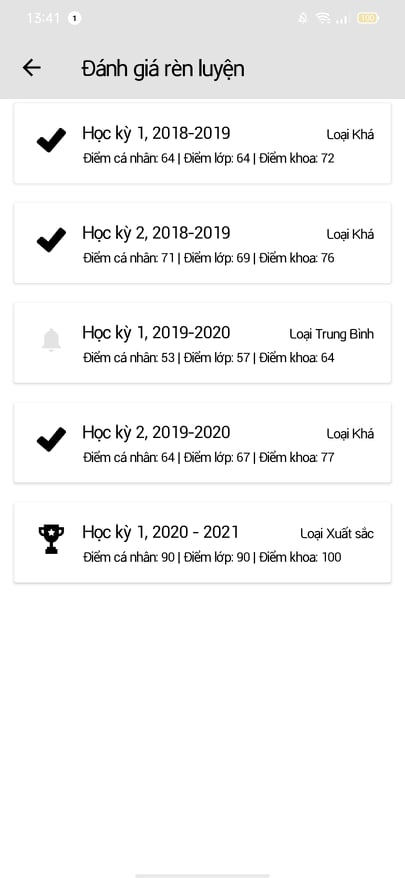 13:41 1 100
Đánh giá rèn luyện
Học kỳ 1, 2018-2019 Loại Khá
Điểm cá nhân: 64 | Điểm lớp: 64 | Điểm khoa: 72
Học kỳ 2, 2018-2019 Loại Khá
Điểm cá nhân: 71 | Điểm lớp: 69 | Điểm khoa: 76
Học kỳ 1, 2019-2020 Loại Trung Bình
Điểm cá nhân: 53 | Điểm lớp: 57 | Điểm khoa: 64
Học kỳ 2, 2019-2020 Loại Khá
Điểm cá nhân: 64 | Điểm lớp: 67 | Điểm khoa: 77
Học kỳ 1, 2020 - 2021 Loại Xuất sắc
Điểm cá nhân: 90 | Điểm lớp: 90 | Điểm khoa: 100